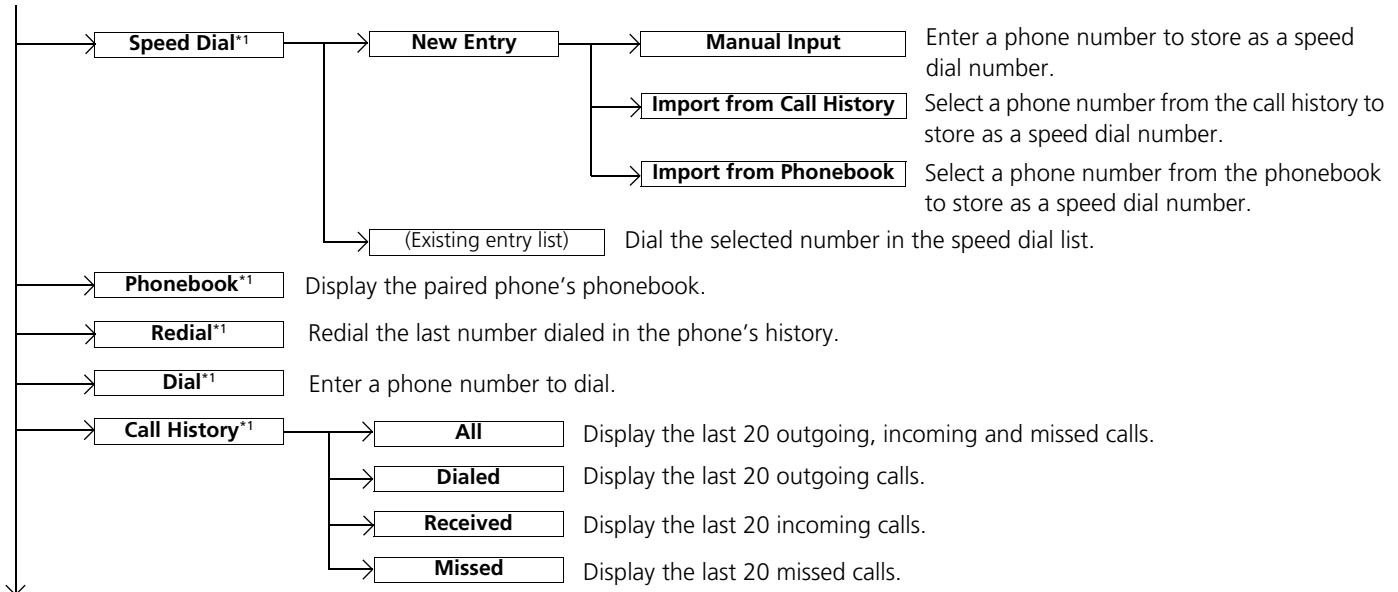 Speed Dial*1
New Entry
Manual Input
Enter a phone number to store as a speed
dial number.
Import from Call History
Select a phone number from the call history to
store as a speed dial number.
Import from Phonebook
Select a phone number from the phonebook
to store as a speed dial number.
(Existing entry list)
Dial the selected number in the speed dial list.
Phonebook*1
Display the paired phone’s phonebook.
Redial*1
Redial the last number dialed in the phone’s history.
Dial*1
Enter a phone number to dial.
Call History*1
All
Display the last 20 outgoing, incoming and missed calls.
Dialed
Display the last 20 outgoing calls.
Received
Display the last 20 incoming calls.
Missed
Display the last 20 missed calls.